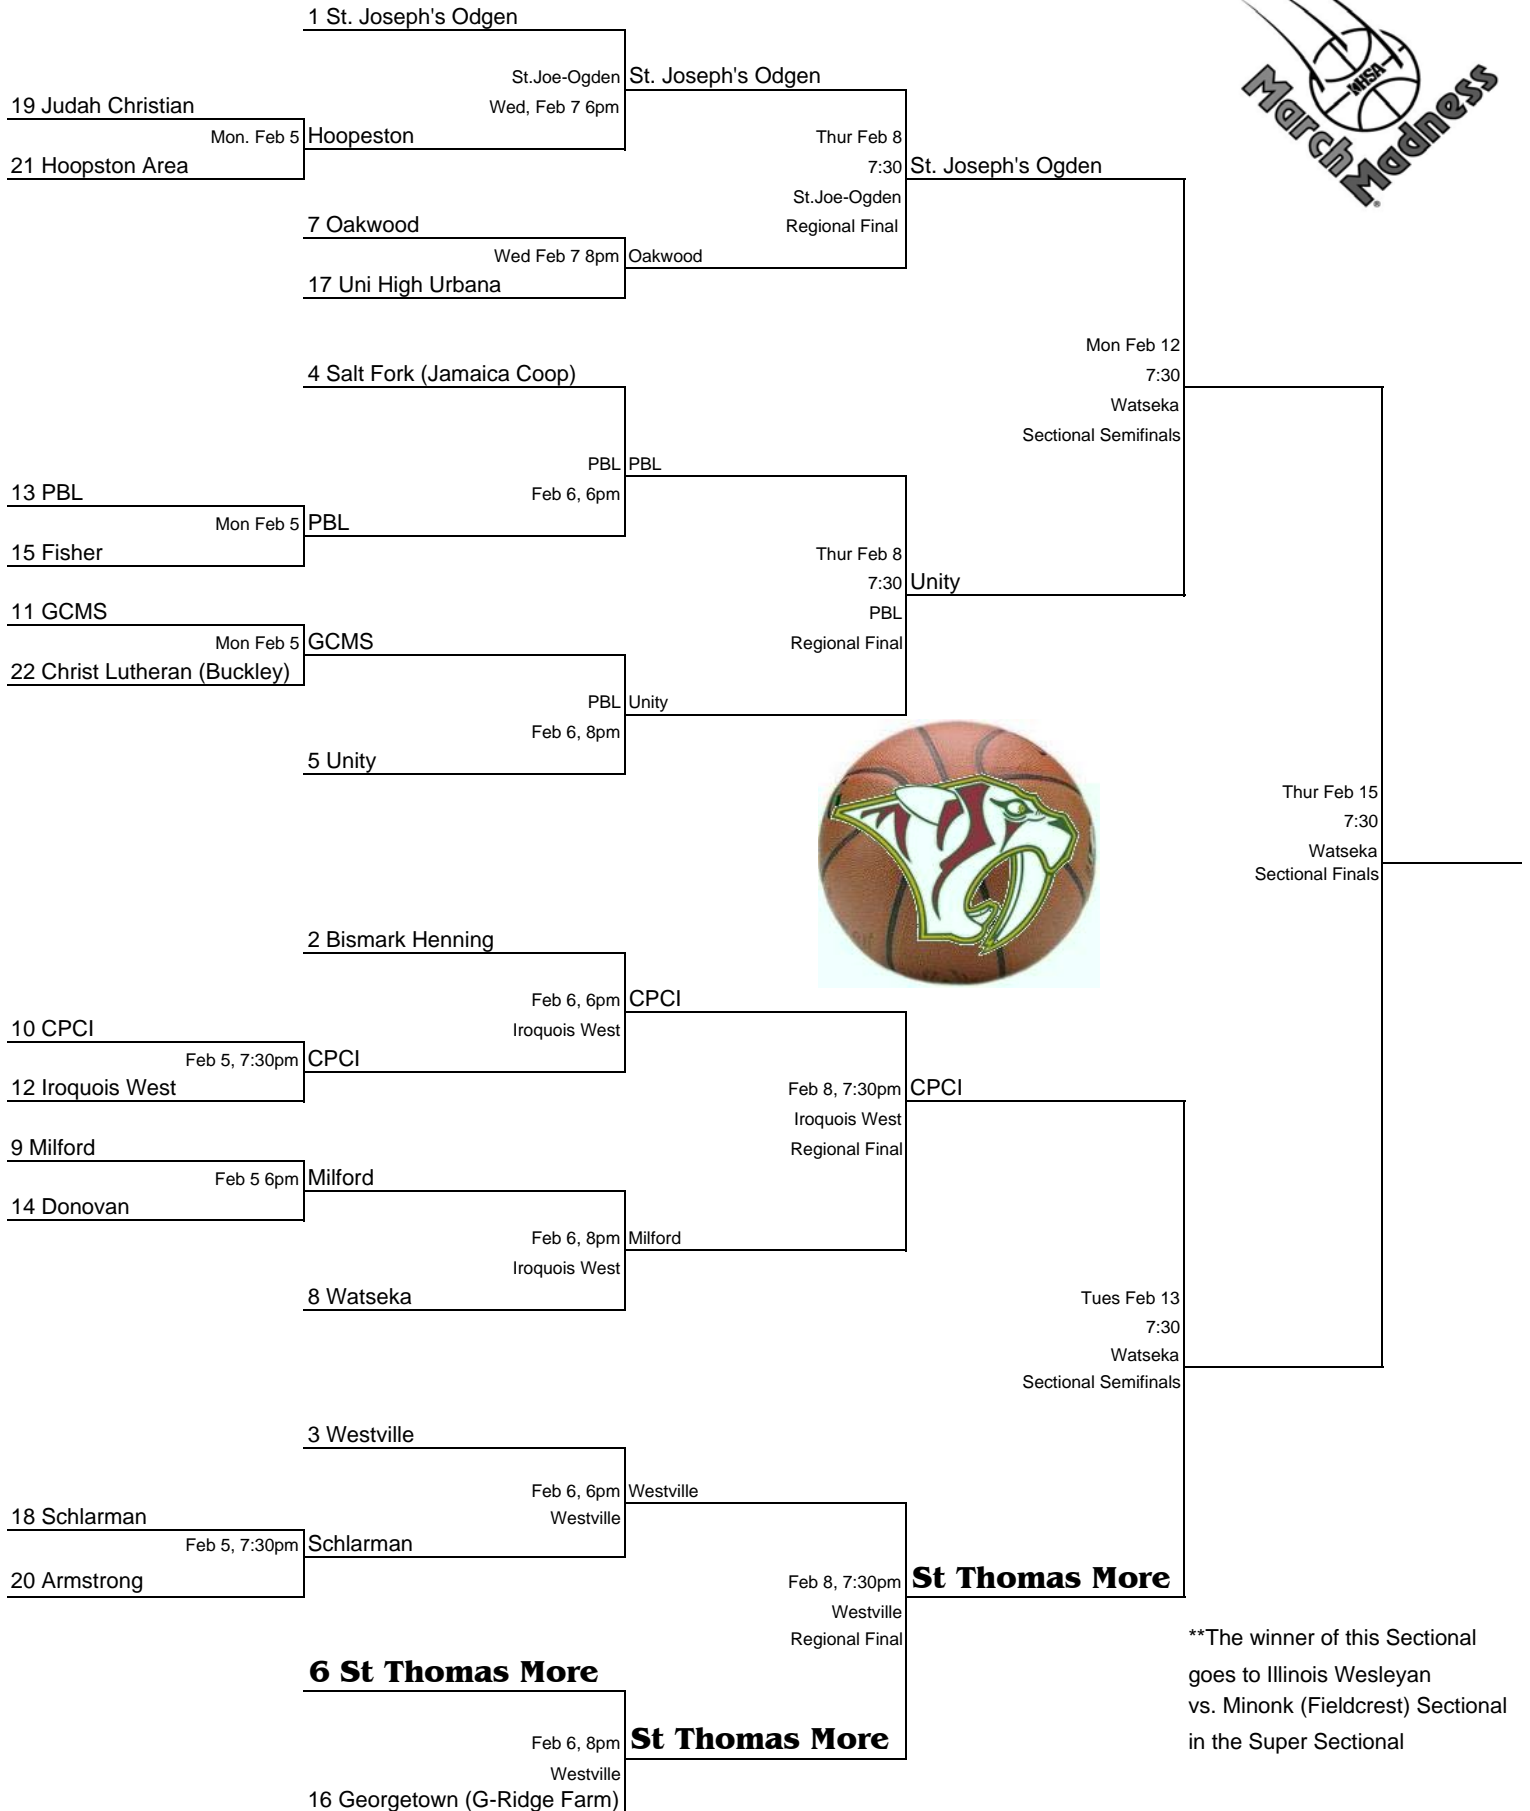 1 St. Joseph's Odgen
St.Joe-Ogden
St. Joseph's Odgen
19 Judah Christian
Wed, Feb 7 6pm
Mon. Feb 5
Hoopeston
21 Hoopston Area
Thur Feb 8
7:30
St. Joseph's Ogden
St.Joe-Ogden
Regional Final
7 Oakwood
Wed Feb 7 8pm
Oakwood
17 Uni High Urbana
IHSA
March Madness
®
Mon Feb 12
7:30
Watseka
Sectional Semifinals
4 Salt Fork (Jamaica Coop)
PBL
PBL
Feb 6, 6pm
13 PBL
Mon Feb 5
PBL
15 Fisher
Thur Feb 8
7:30
Unity
PBL
Regional Final
11 GCMS
Mon Feb 5
GCMS
22 Christ Lutheran (Buckley)
PBL
Unity
Feb 6, 8pm
5 Unity
Thur Feb 15
7:30
Watseka
Sectional Finals
2 Bismark Henning
Feb 6, 6pm
CPCI
Iroquois West
10 CPCI
Feb 5, 7:30pm
CPCI
12 Iroquois West
Feb 8, 7:30pm
CPCI
Iroquois West
Regional Final
9 Milford
Feb 5 6pm
Milford
14 Donovan
Feb 6, 8pm
Milford
Iroquois West
8 Watseka
Tues Feb 13
7:30
Watseka
Sectional Semifinals
3 Westville
Feb 6, 6pm
Westville
Westville
18 Schlarman
Feb 5, 7:30pm
Schlarman
20 Armstrong
Feb 8, 7:30pm
St Thomas More
Westville
Regional Final
6 St Thomas More
Feb 6, 8pm
St Thomas More
Westville
16 Georgetown (G-Ridge Farm)
**The winner of this Sectional
goes to Illinois Wesleyan
vs. Minonk (Fieldcrest) Sectional
in the Super Sectional